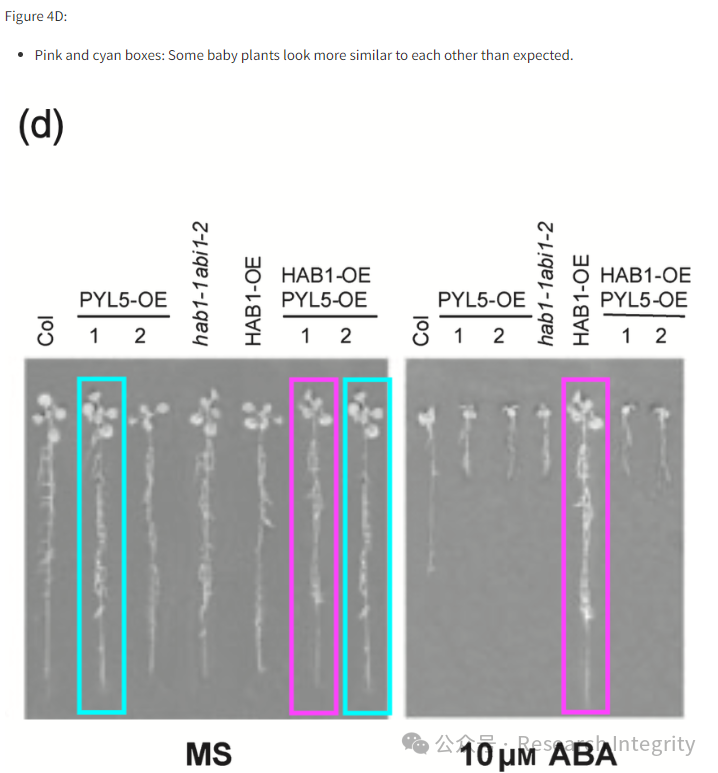 Figure 4D:
• Pink and cyan boxes: Some baby plants look more similar to each other than expected.
(d)
Col
PYL5-OE
1 2
hab1-1abi1-2
HAB1-OE
HAB1-OE
PYL5-OE
1 2
Col
PYL5-OE
1 2
hab1-1abi1-2
HAB1-OE
HAB1-OE
PYL5-OE
1 2
MS
10 µM ABA
公众号 · Research Integrity